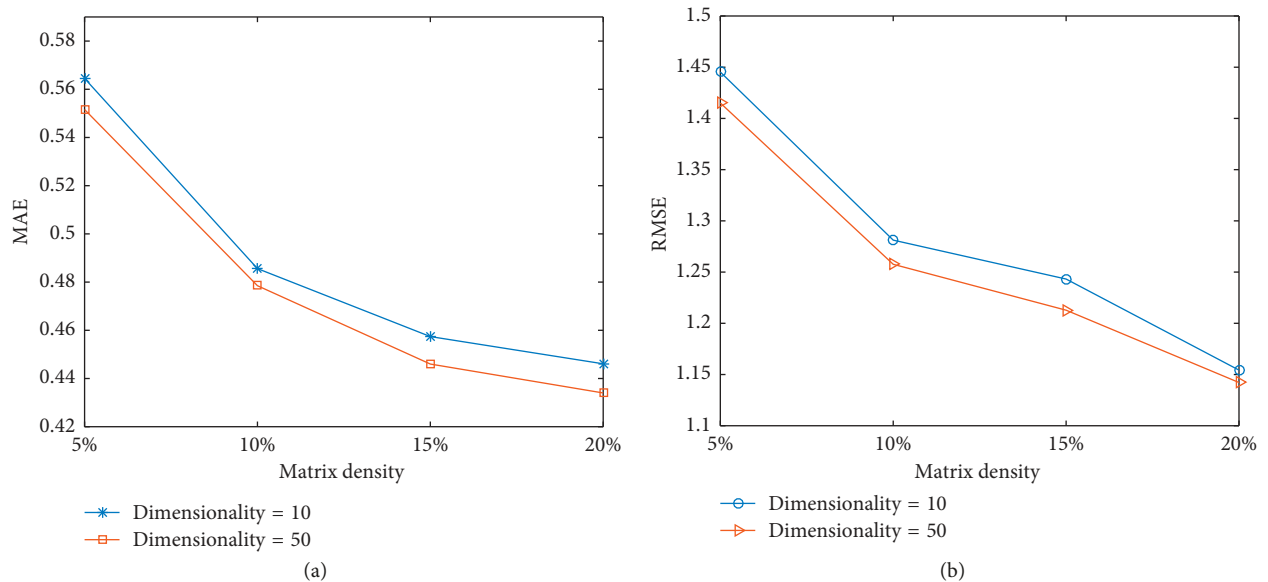 0.58
0.56
0.54
0.52
0.5
0.48
0.46
0.44
0.42
MAE
5%
10%
15%
20%
Matrix density
Dimensionality = 10
Dimensionality = 50
(a)
1.5
1.45
1.4
1.35
1.3
1.25
1.2
1.15
1.1
RMSE
5%
10%
15%
20%
Matrix density
Dimensionality = 10
Dimensionality = 50
(b)